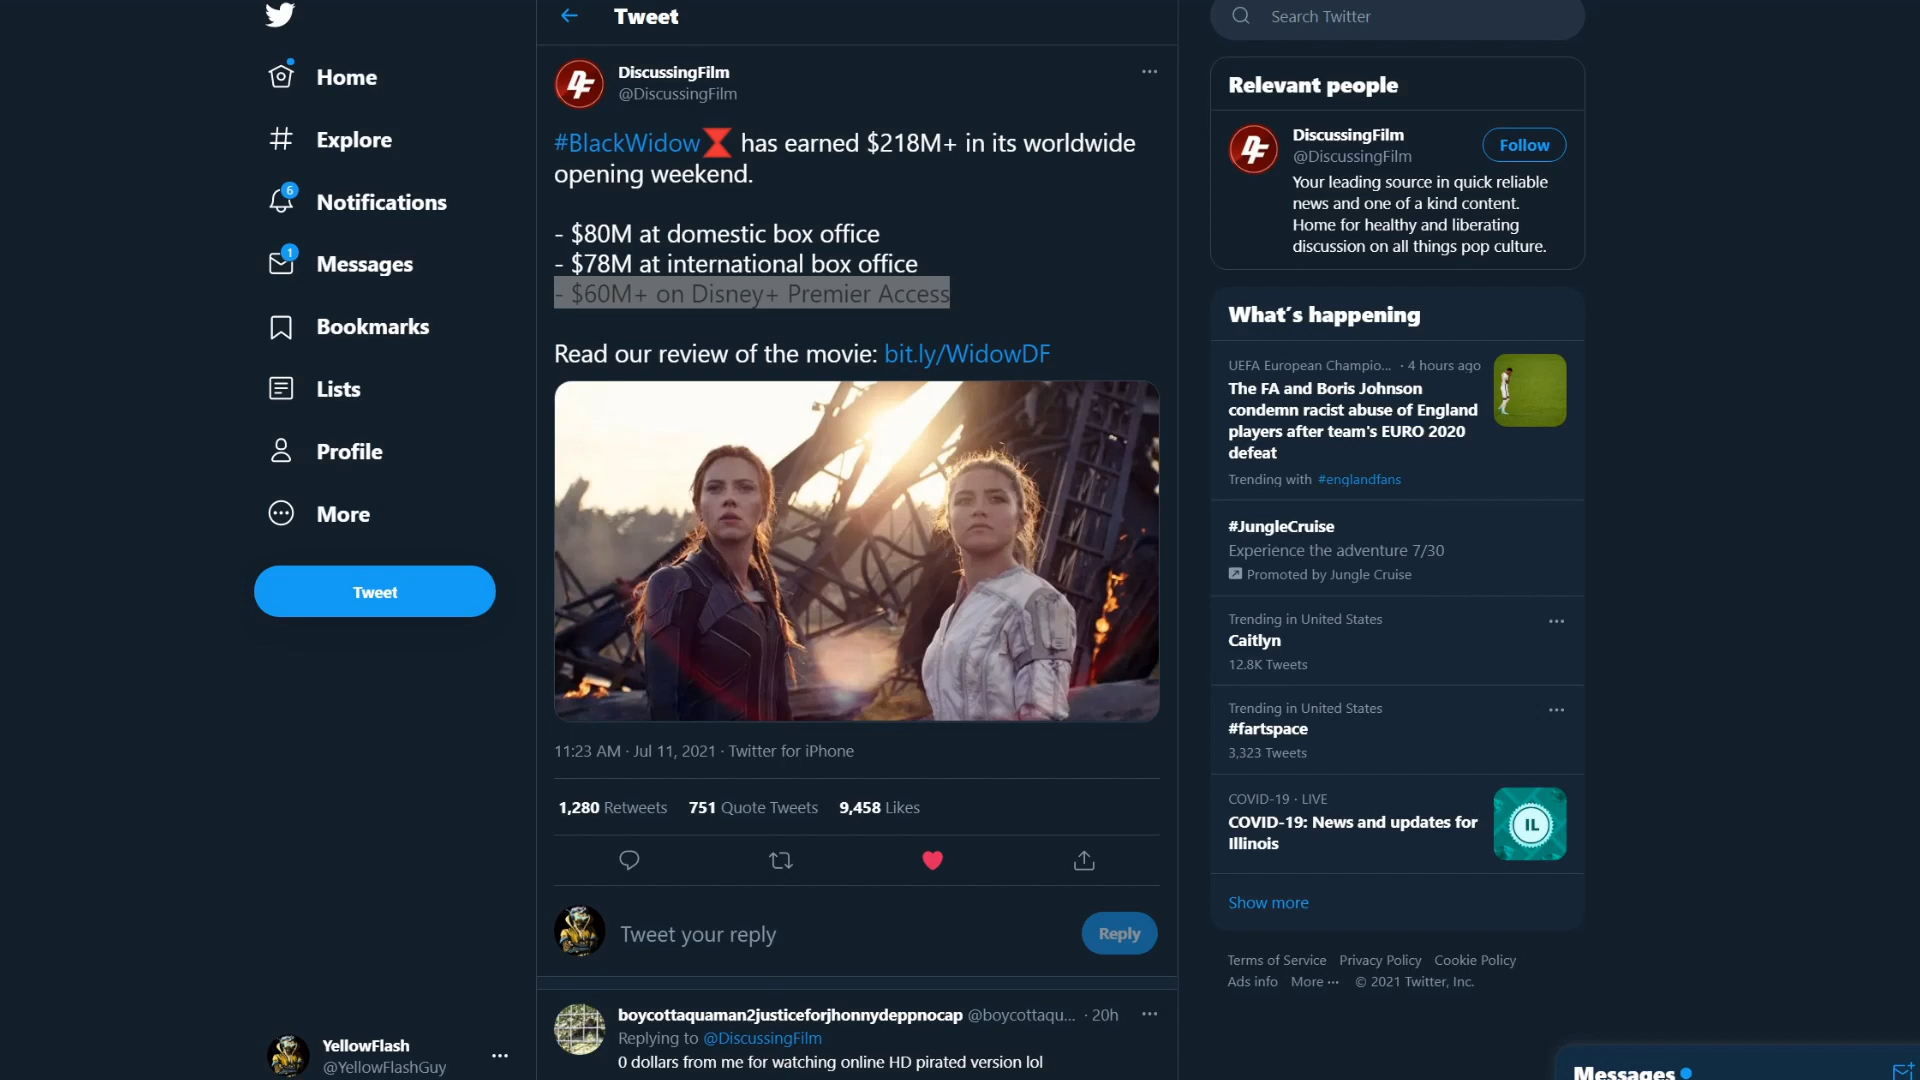 Home
Explore
6
Notifications
1
Messages
Bookmarks
Lists
Profile
More
Tweet
YellowFlash
@YellowFlashGuy
Tweet
DiscussingFilm
@DiscussingFilm
#BlackWidow has earned $218M+ in its worldwide
opening weekend.
- $80M at domestic box office
- $78M at international box office
- $60M+ on Disney+ Premier Access
Read our review of the movie: bit.ly/WidowDF
11:23 AM · Jul 11, 2021 · Twitter for iPhone
1,280 Retweets 751 Quote Tweets 9,458 Likes
Tweet your reply
Reply
boycottaquaman2justiceforjhonnydeppnocap @boycottaqu... · 20h
Replying to @DiscussingFilm
0 dollars from me for watching online HD pirated version lol
Search Twitter
Relevant people
DiscussingFilm
@DiscussingFilm
Follow
Your leading source in quick reliable
news and one of a kind content.
Home for healthy and liberating
discussion on all things pop culture.
What's happening
UEFA European Champio... · 4 hours ago
The FA and Boris Johnson
condemn racist abuse of England
players after team's EURO 2020
defeat
Trending with #englandfans
#JungleCruise
Experience the adventure 7/30
Promoted by Jungle Cruise
Trending in United States
Caitlyn
12.8K Tweets
Trending in United States
#fartspace
3,323 Tweets
COVID-19 · LIVE
COVID-19: News and updates for
Illinois
IL
Show more
Terms of Service Privacy Policy Cookie Policy
Ads info More ··· © 2021 Twitter, Inc.
Messages